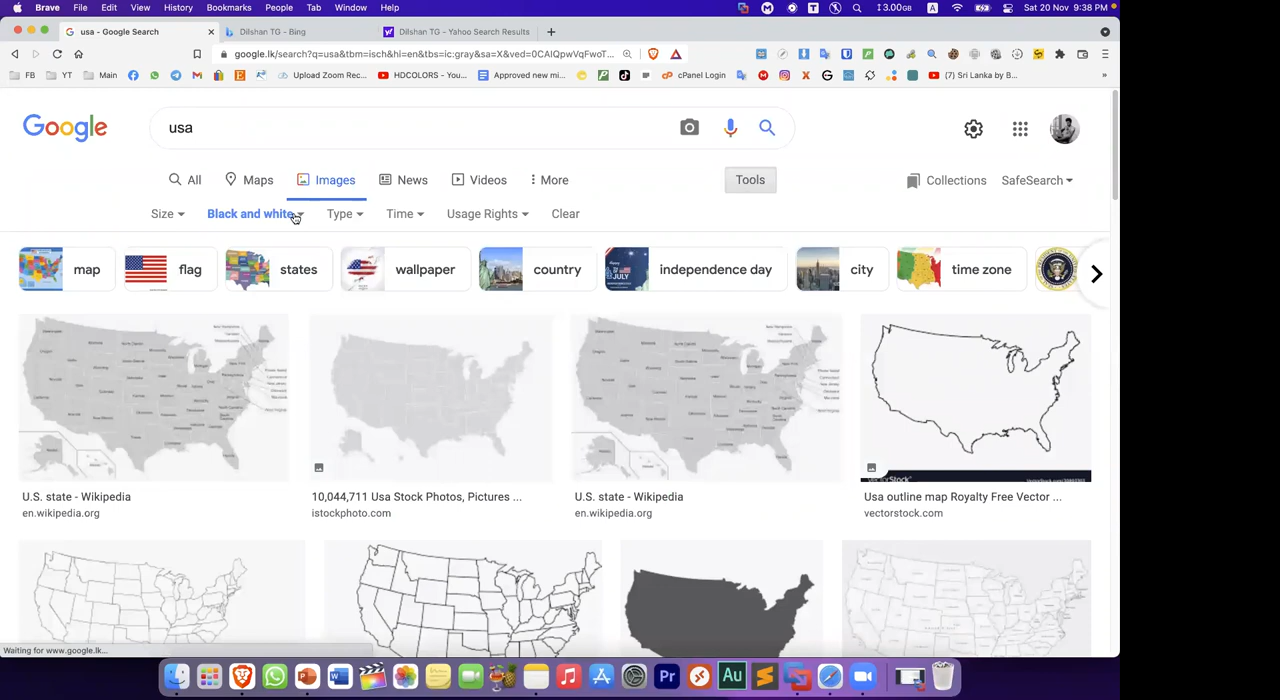 Brave File Edit View History Bookmarks People Tab Window Help 3.00GB A Sat 20 Nov 9:38 PM
usa - Google Search Dilshan TG - Bing Dilshan TG - Yahoo Search Results
google.lk/search?q=usa&tbm=isch&hl=en&tbs=ic:gray&sa=X&ved=0CAIQpwVqFwoT...
FB YT Main Upload Zoom Rec... HDCOLORS - You... Approved new mi... cPanel Login (7) Sri Lanka by B... »
Google usa
All Maps Images News Videos More Tools Collections SafeSearch
Size Black and white Type Time Usage Rights Clear
map flag states wallpaper country independence day city time zone
U.S. state - Wikipedia 10,044,711 Usa Stock Photos, Pictures ... U.S. state - Wikipedia Usa outline map Royalty Free Vector ...
en.wikipedia.org istockphoto.com en.wikipedia.org vectorstock.com
Waiting for www.google.lk...
Pr Au